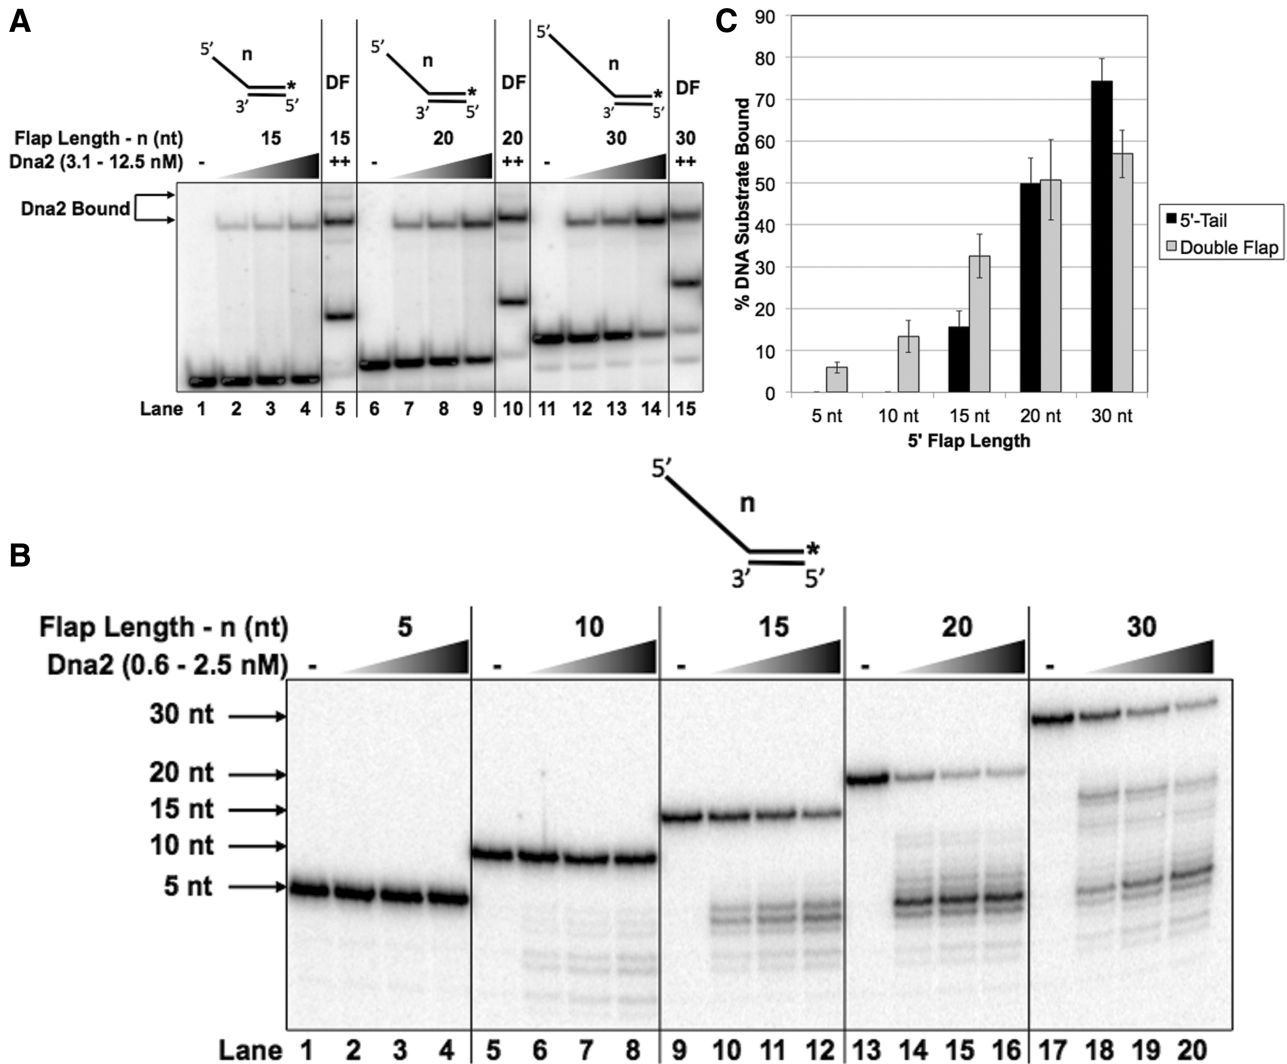 A
5’ n * 3’ 5’
DF
5’ n * 3’ 5’
DF
5’ n * 3’ 5’
DF
Flap Length - n (nt) 15 15 20 20 30 30
Dna2 (3.1 - 12.5 nM) - ++ - ++ - ++
Dna2 Bound
Lane 1 2 3 4 5 6 7 8 9 10 11 12 13 14 15
C
% DNA Substrate Bound
90
80
70
60
50
40
30
20
10
0
5 nt 10 nt 15 nt 20 nt 30 nt
5' Flap Length
5'-Tail
Double Flap
B
5’ n * 3’ 5’
Flap Length - n (nt) 5 10 15 20 30
Dna2 (0.6 - 2.5 nM) - - - - -
30 nt
20 nt
15 nt
10 nt
5 nt
Lane 1 2 3 4 5 6 7 8 9 10 11 12 13 14 15 16 17 18 19 20